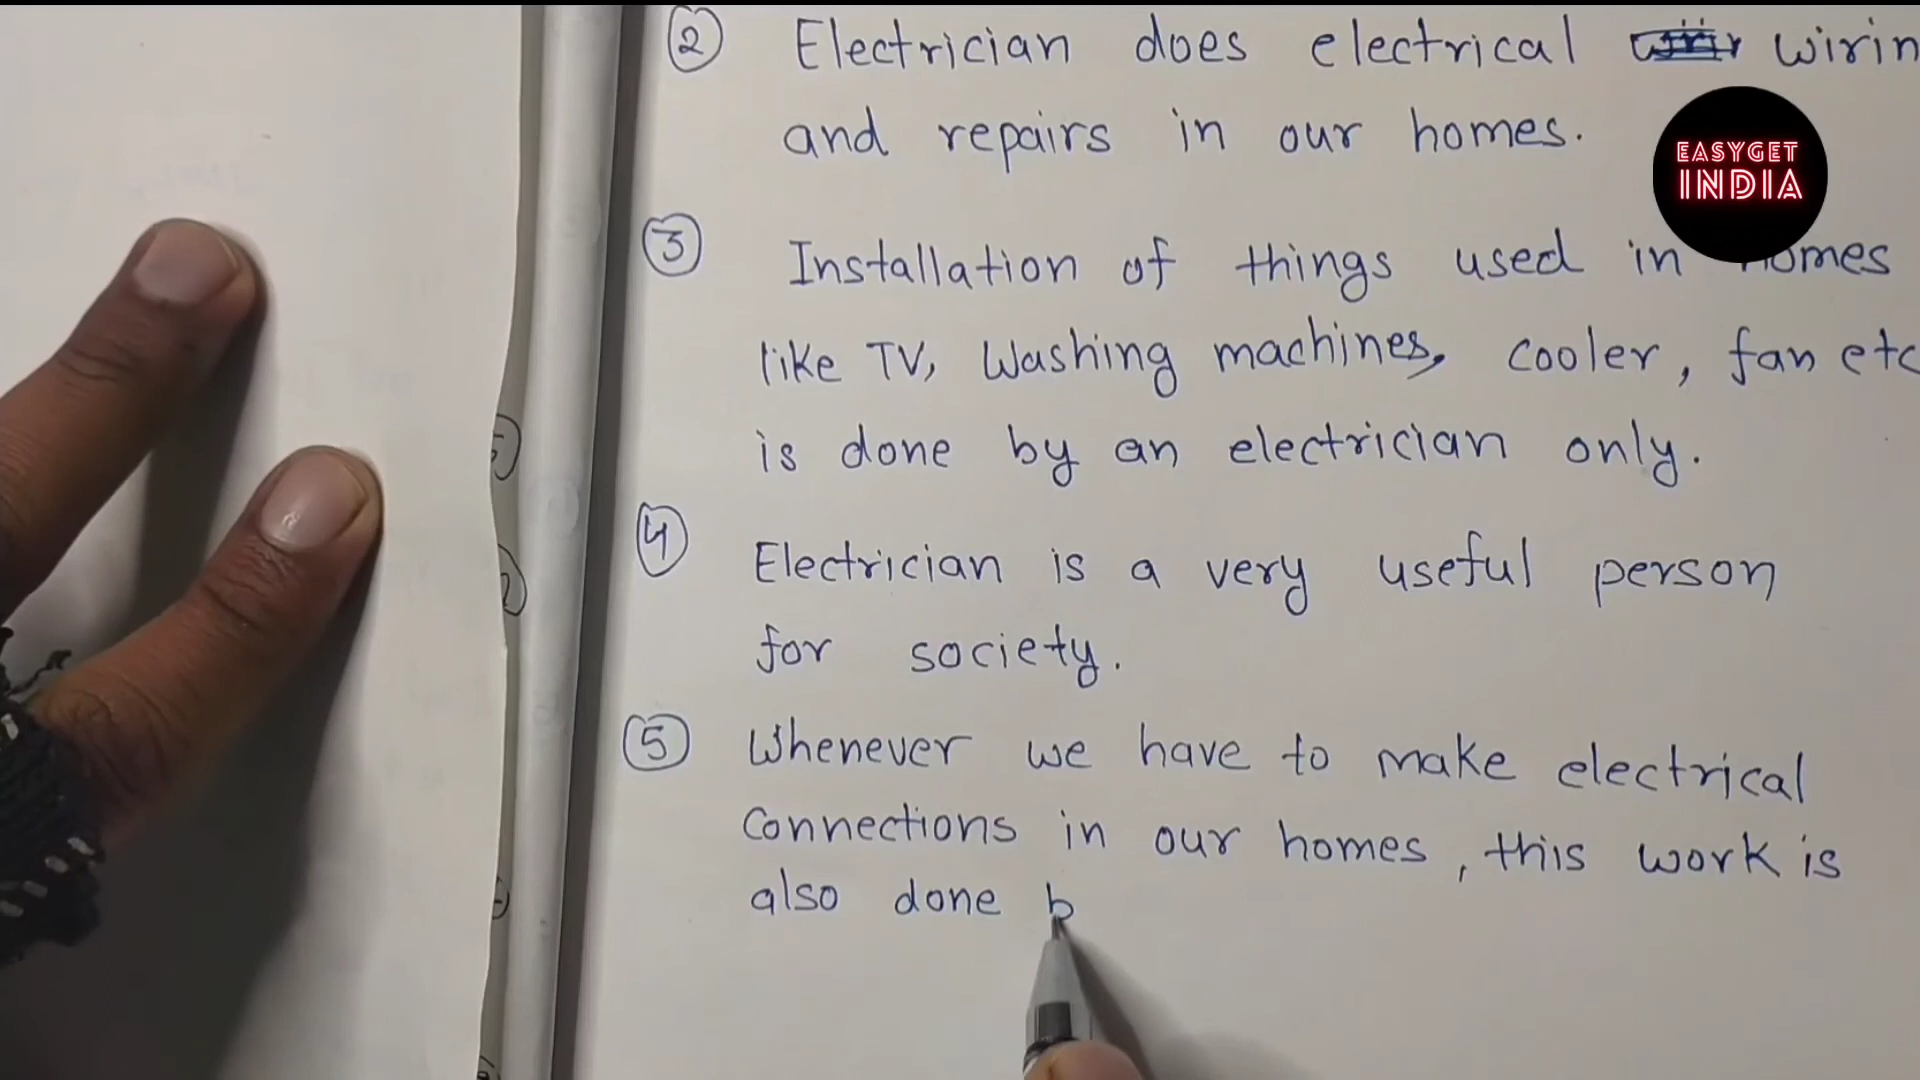 ② Electrician does electrical wirin
and repairs in our homes.
EASYGET
INDIA
③ Installation of things used in homes
like TV, Washing machines, cooler, fan etc
is done by an electrician only.
④ Electrician is a very useful person
for society.
⑤ Whenever we have to make electrical
connections in our homes, this work is
also done b